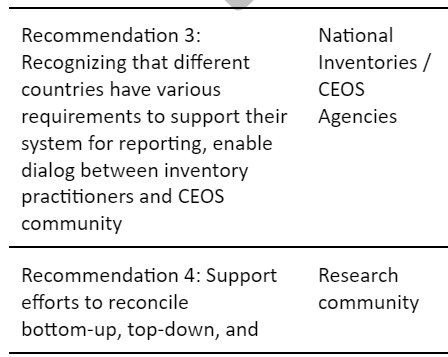 Recommendation 3:
Recognizing that different
countries have various
requirements to support their
system for reporting, enable
dialog between inventory
practitioners and CEOS
community
National
Inventories /
CEOS
Agencies
Recommendation 4: Support
efforts to reconcile
bottom-up, top-down, and
Research
community